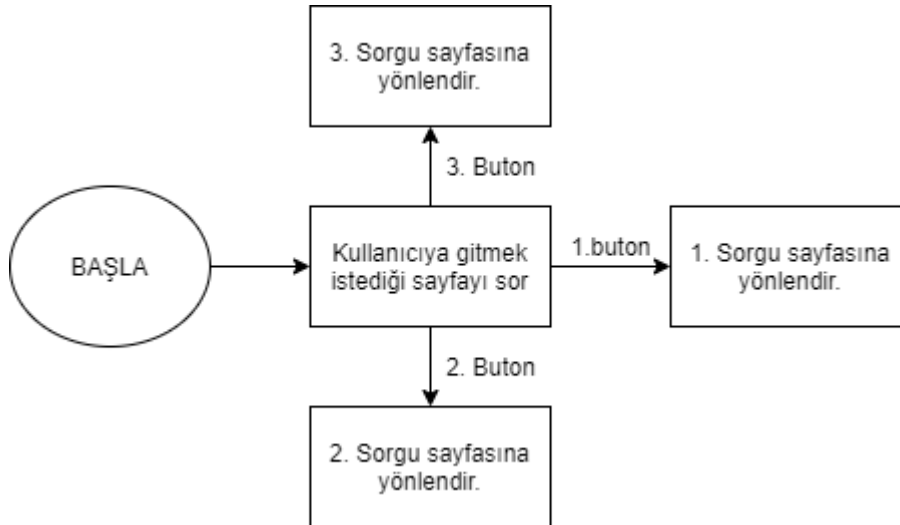 3. Sorgu sayfasına
yönlendir.
3. Buton
BAŞLA
Kullanıcıya gitmek
istediği sayfayı sor
1.buton
1. Sorgu sayfasına
yönlendir.
2. Buton
2. Sorgu sayfasına
yönlendir.